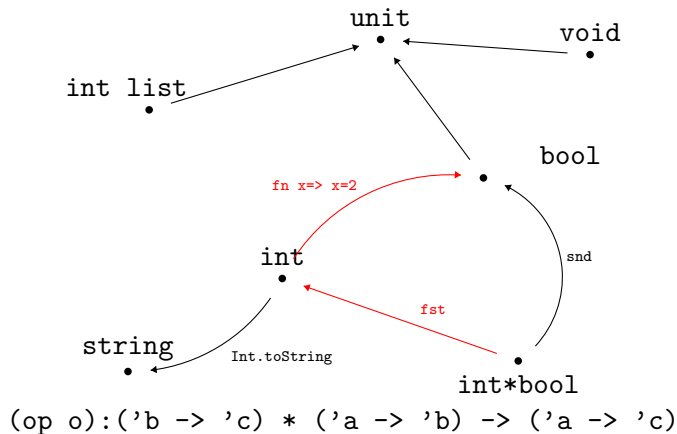 unit
void
int list
bool
fn x=> x=2
int
snd
fst
string
Int.toString
int*bool
(op o):('b -> 'c) * ('a -> 'b) -> ('a -> 'c)